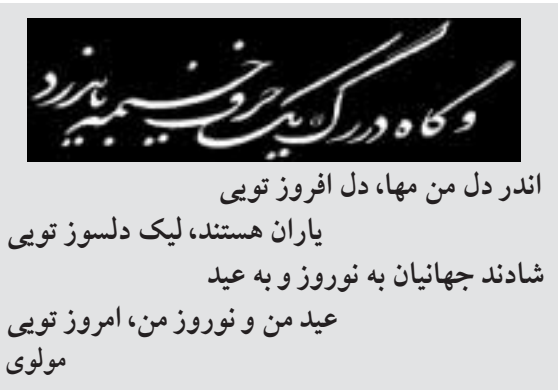 و گاه در رگ یک حرف خیمه باید زد
اندر دل من مها، دل افروز تویی
یاران هستند، لیک دلسوز تویی
شادند جهانیان به نوروز و به عید
عید من و نوروز من، امروز تویی
مولوی